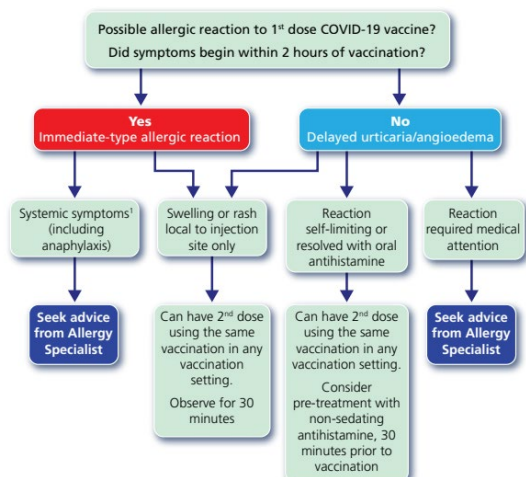 Possible allergic reaction to 1st dose COVID-19 vaccine?
Did symptoms begin within 2 hours of vaccination?
Yes
Immediate-type allergic reaction
No
Delayed urticaria/angioedema
Systemic symptoms¹
(including
anaphylaxis)
Swelling or rash
local to injection
site only
Reaction
self-limiting or
resolved with oral
antihistamine
Reaction
required medical
attention
Seek advice
from Allergy
Specialist
Can have 2nd dose
using the same
vaccination in any
vaccination
setting.
Observe for 30
minutes
Can have 2nd dose
using the same
vaccination in any
vaccination setting.
Consider
pre-treatment with
non-sedating
antihistamine, 30
minutes prior to
vaccination
Seek advice
from Allergy
Specialist